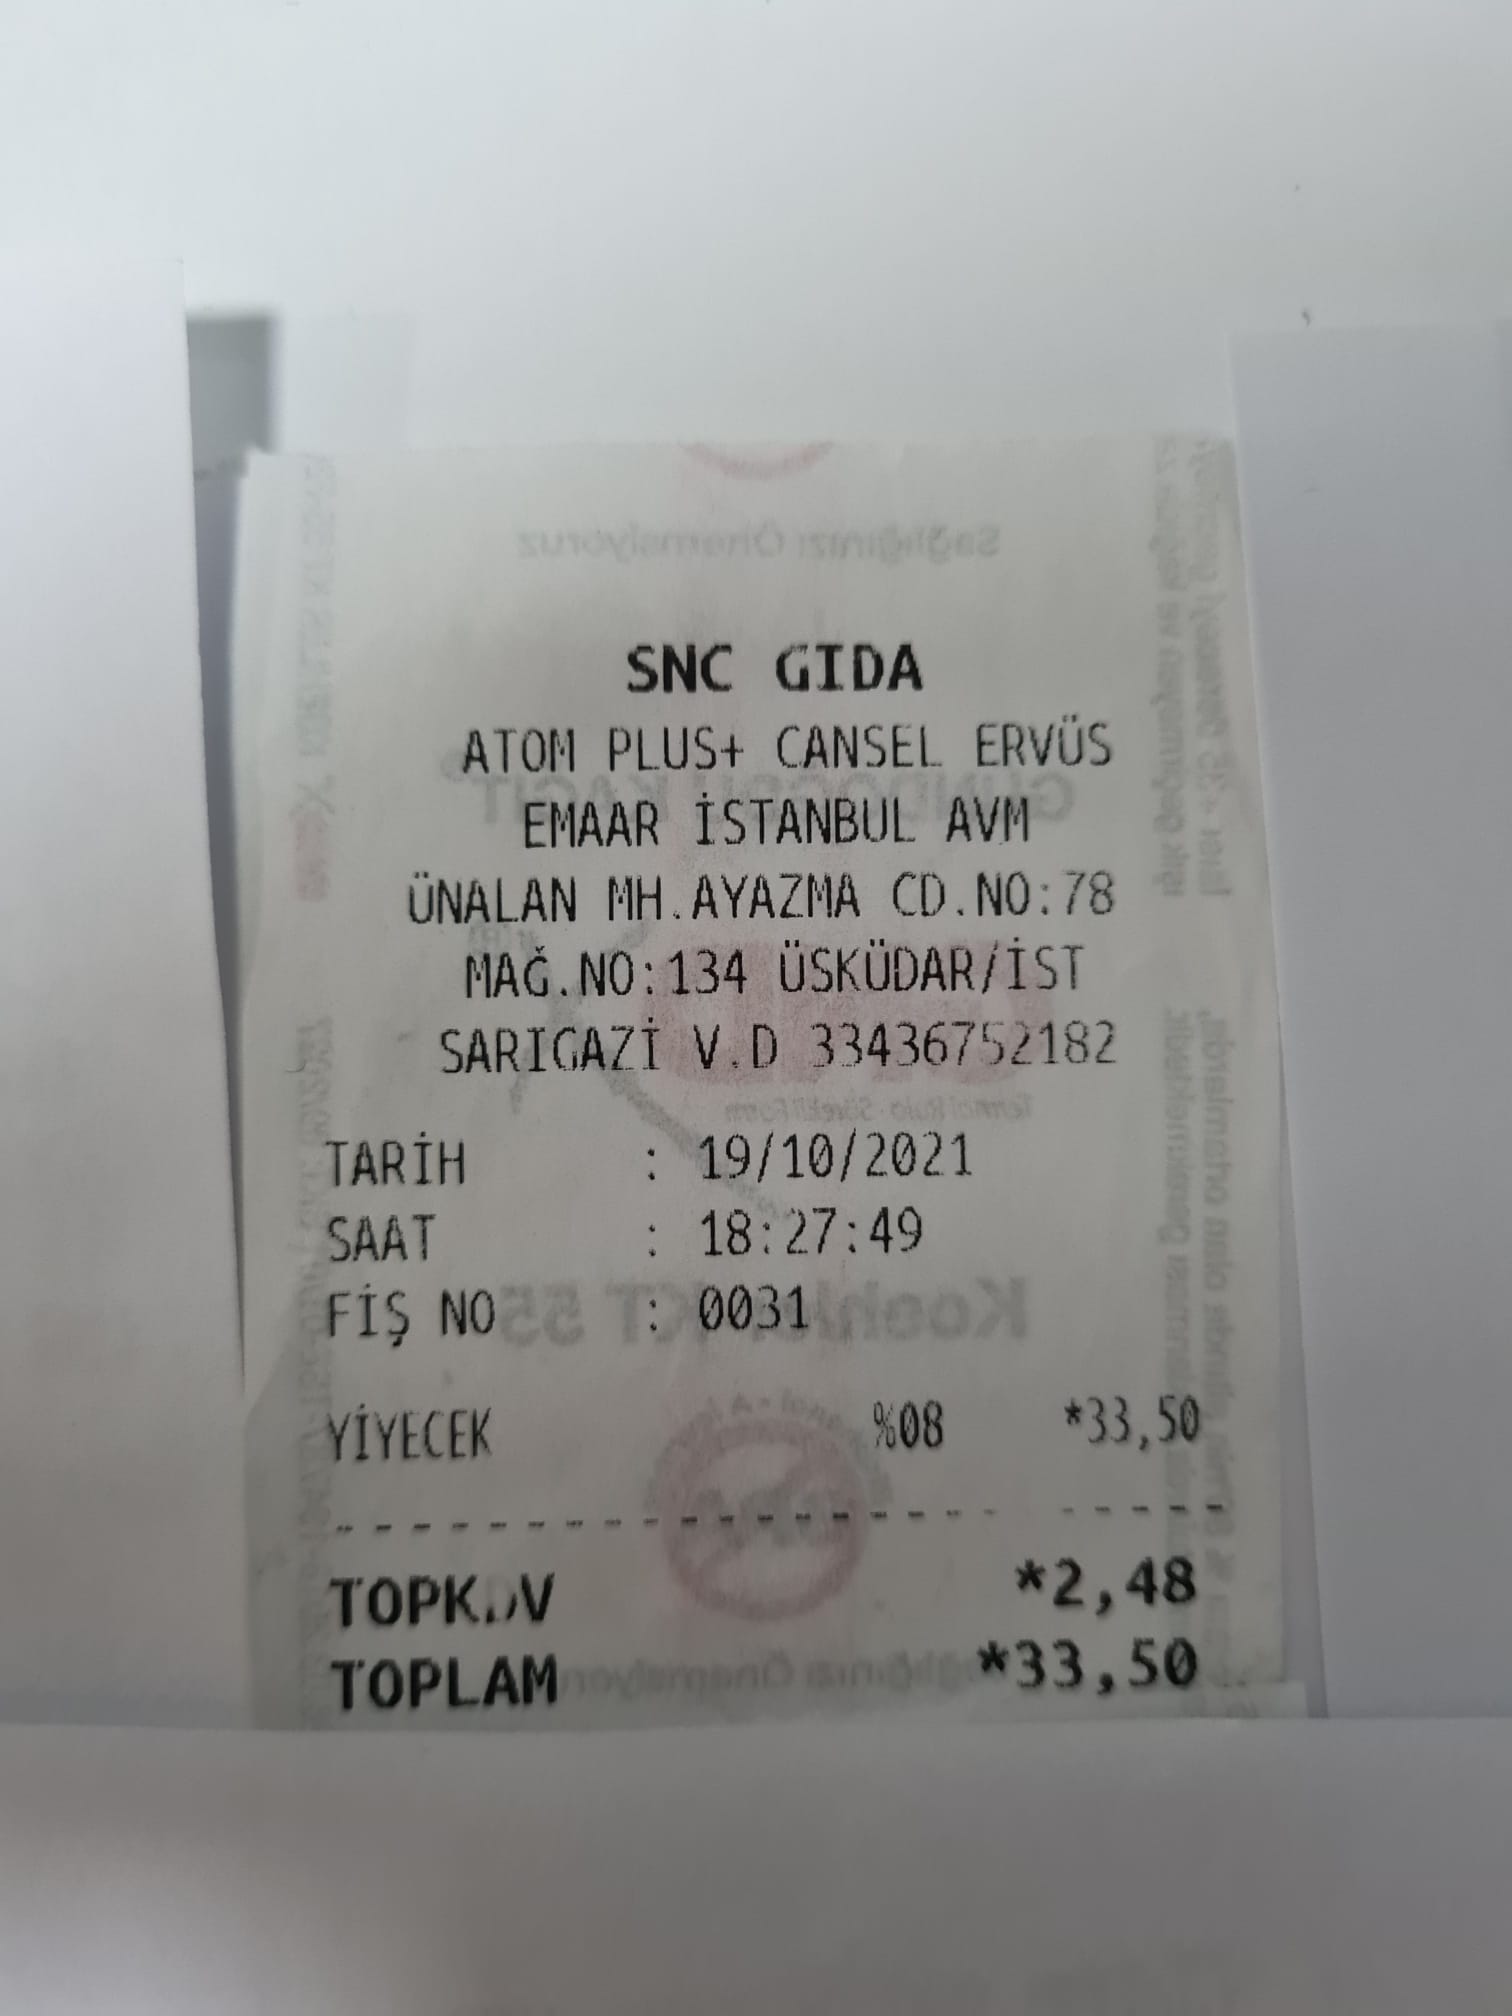 Sağlığınızı Önemsiyoruz
SNC GIDA
ATOM PLUS+ CANSEL ERVÜS
EMAAR İSTANBUL AVM
ÜNALAN MH.AYAZMA CD.NO:78
MAĞ.NO:134 ÜSKÜDAR/İST
SARIGAZİ V.D 33436752182
TARİH : 19/10/2021
SAAT : 18:27:49
FİŞ NO : 0031
YİYECEK %08 *33,50
TOPKDV *2,48
TOPLAM *33,50